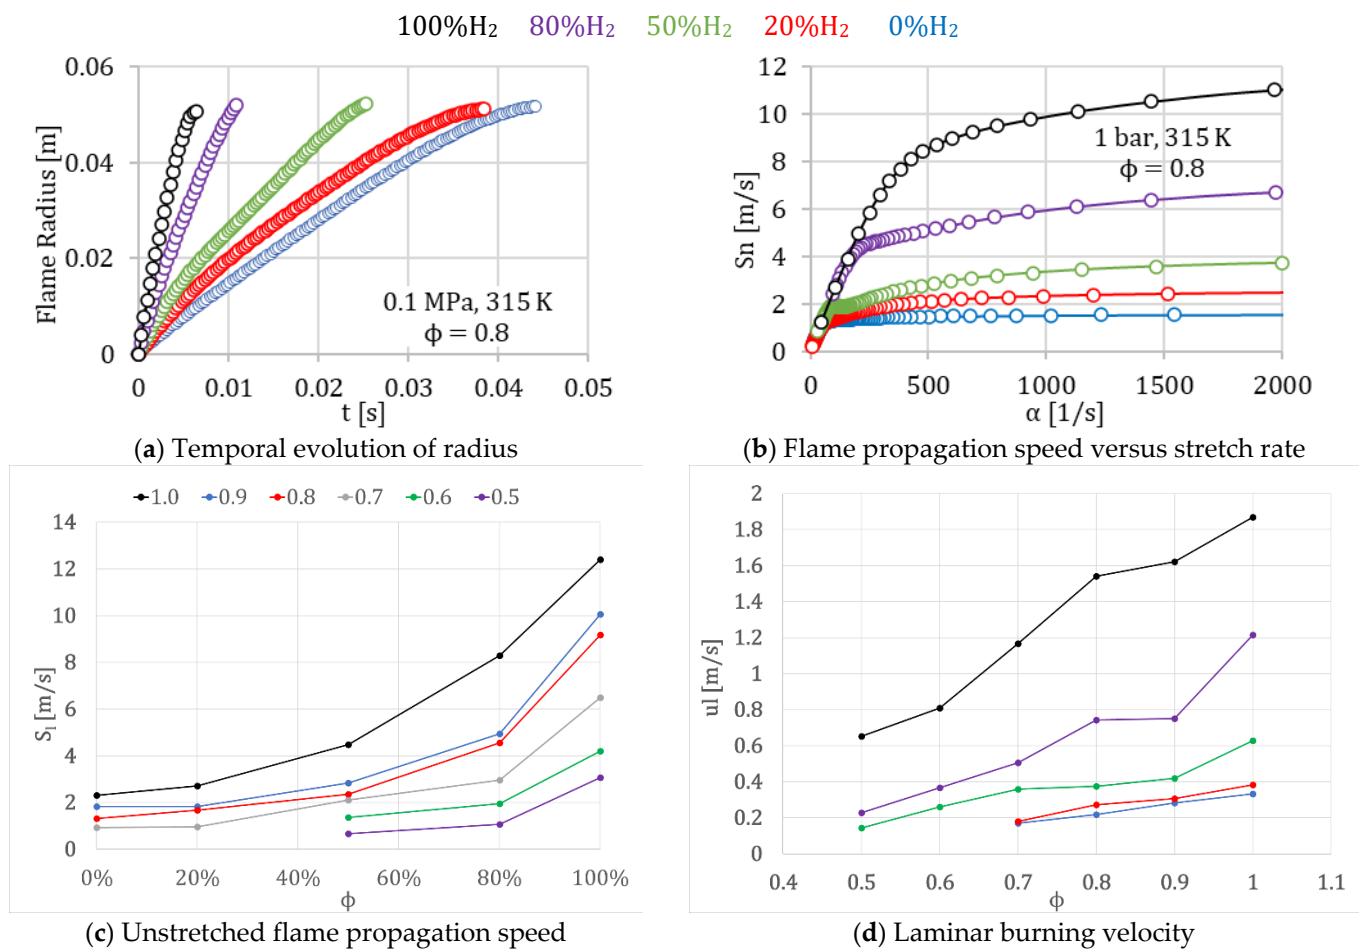 100%H₂ 80%H₂ 50%H₂ 20%H₂ 0%H₂
0.06
0.04
0.02
0
Flame Radius [m]
0.1 MPa, 315 K
ϕ = 0.8
0 0.01 0.02 0.03 0.04 0.05
t [s]
(a) Temporal evolution of radius
12
10
8
6
4
2
0
Sn [m/s]
1 bar, 315 K
ϕ = 0.8
0 500 1000 1500 2000
α [1/s]
(b) Flame propagation speed versus stretch rate
1.0 0.9 0.8 0.7 0.6 0.5
14
12
10
8
6
4
2
0
S_l [m/s]
0% 20% 40% 60% 80% 100%
ϕ
(c) Unstretched flame propagation speed
2
1.8
1.6
1.4
1.2
1
0.8
0.6
0.4
0.2
0
ul [m/s]
0.4 0.5 0.6 0.7 0.8 0.9 1 1.1
ϕ
(d) Laminar burning velocity